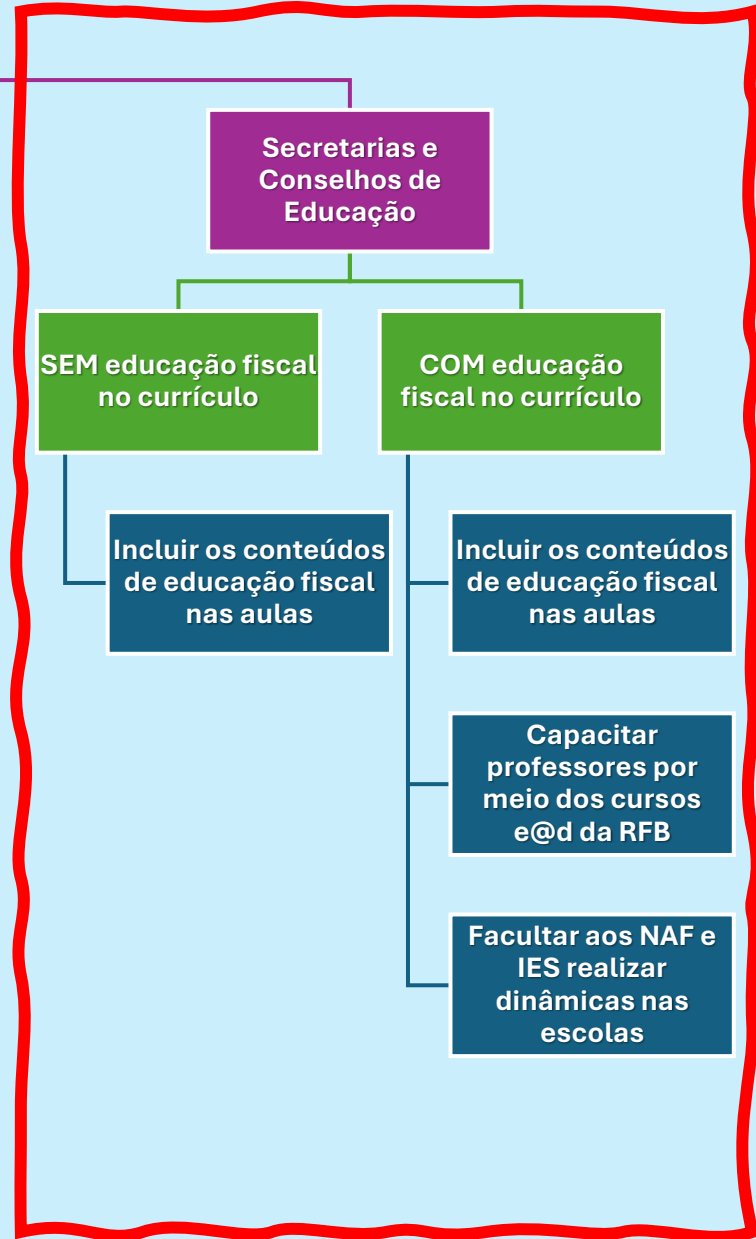 Secretarias e
Conselhos de
Educação
SEM educação fiscal
no currículo
COM educação
fiscal no currículo
Incluir os conteúdos
de educação fiscal
nas aulas
Incluir os conteúdos
de educação fiscal
nas aulas
Capacitar
professores por
meio dos cursos
e@d da RFB
Facultar aos NAF e
IES realizar
dinâmicas nas
escolas